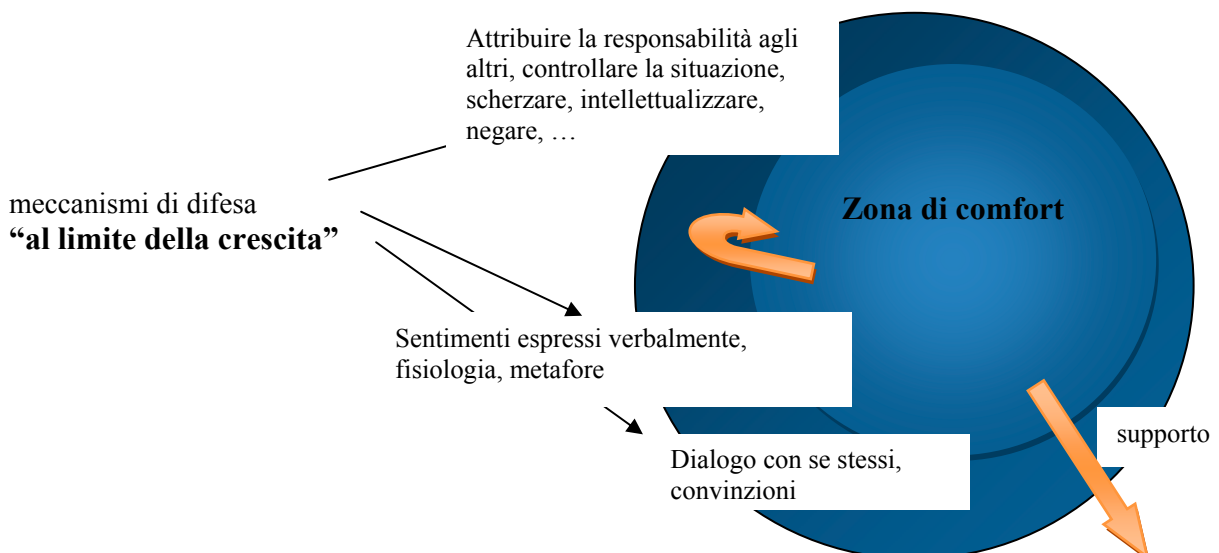 Attribuire la responsabilità agli
altri, controllare la situazione,
scherzare, intellettualizzare,
negare, …
meccanismi di difesa
“al limite della crescita”
Zona di comfort
Sentimenti espressi verbalmente,
fisiologia, metafore
supporto
Dialogo con se stessi,
convinzioni